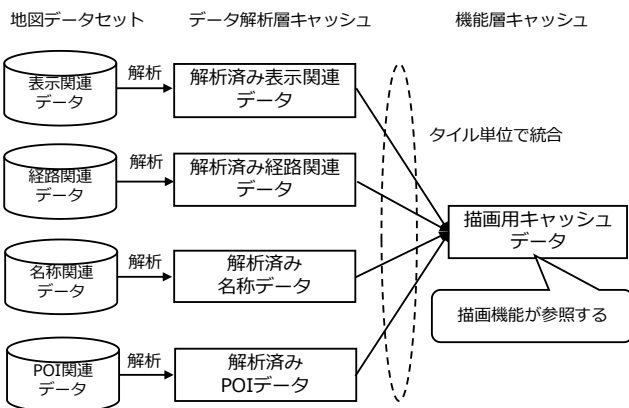 地図データセット
データ解析層キャッシュ
機能層キャッシュ
表示関連
データ
解析
解析済み表示関連
データ
タイル単位で統合
経路関連
データ
解析
解析済み経路関連
データ
描画用キャッシュ
データ
名称関連
データ
解析
解析済み
名称データ
描画機能が参照する
POI関連
データ
解析
解析済み
POIデータ